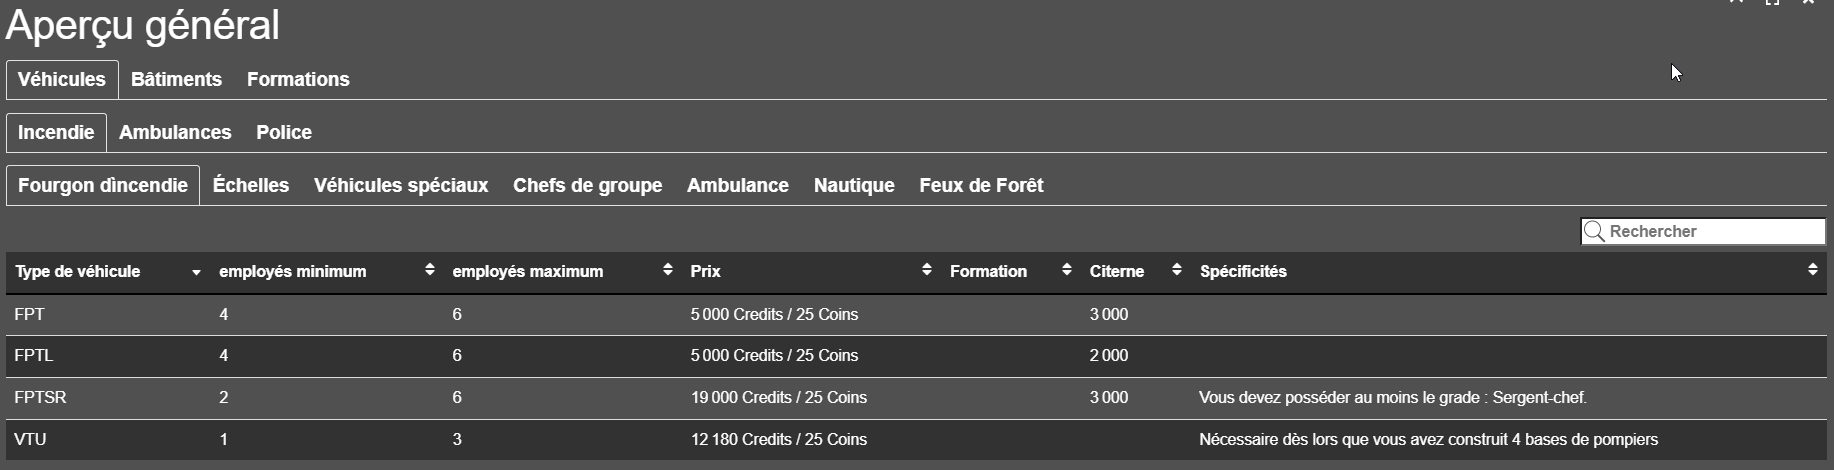 Aperçu général
Véhicules Bâtiments Formations
Incendie Ambulances Police
Fourgon dìncendie Échelles Véhicules spéciaux Chefs de groupe Ambulance Nautique Feux de Forêt
Rechercher
Type de véhicule employés minimum employés maximum Prix Formation Citerne Spécificités
FPT 4 6 5 000 Credits / 25 Coins 3 000
FPTL 4 6 5 000 Credits / 25 Coins 2 000
FPTSR 2 6 19 000 Credits / 25 Coins 3 000 Vous devez posséder au moins le grade : Sergent-chef.
VTU 1 3 12 180 Credits / 25 Coins Nécessaire dès lors que vous avez construit 4 bases de pompiers